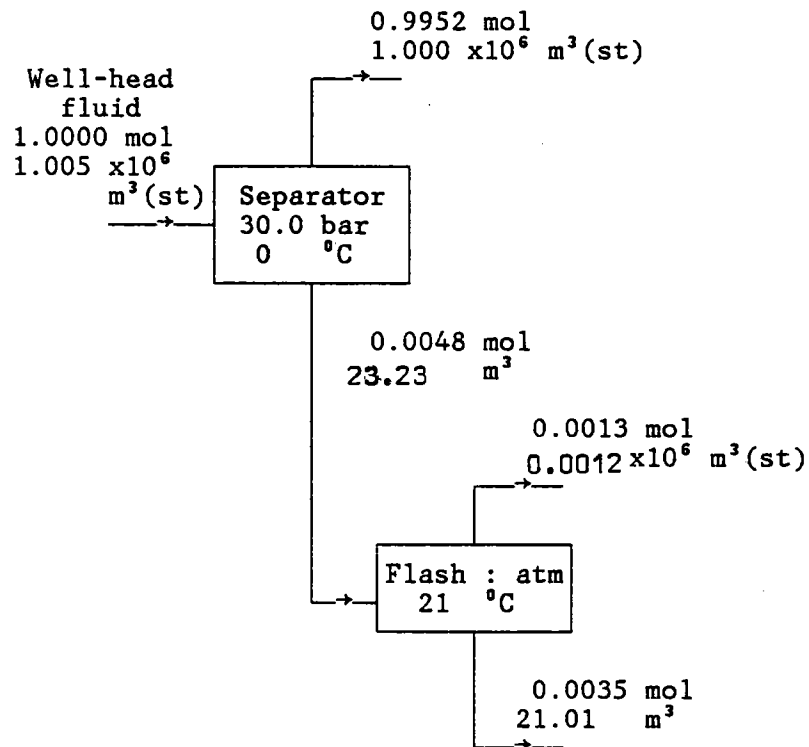 0.9952 mol
1.000 x10⁶ m³(st)
Well-head
fluid
1.0000 mol
1.005 x10⁶
m³(st)
Separator
30.0 bar
0 ⁰C
0.0048 mol
23.23 m³
0.0013 mol
0.0012 x10⁶ m³(st)
Flash : atm
21 ⁰C
0.0035 mol
21.01 m³